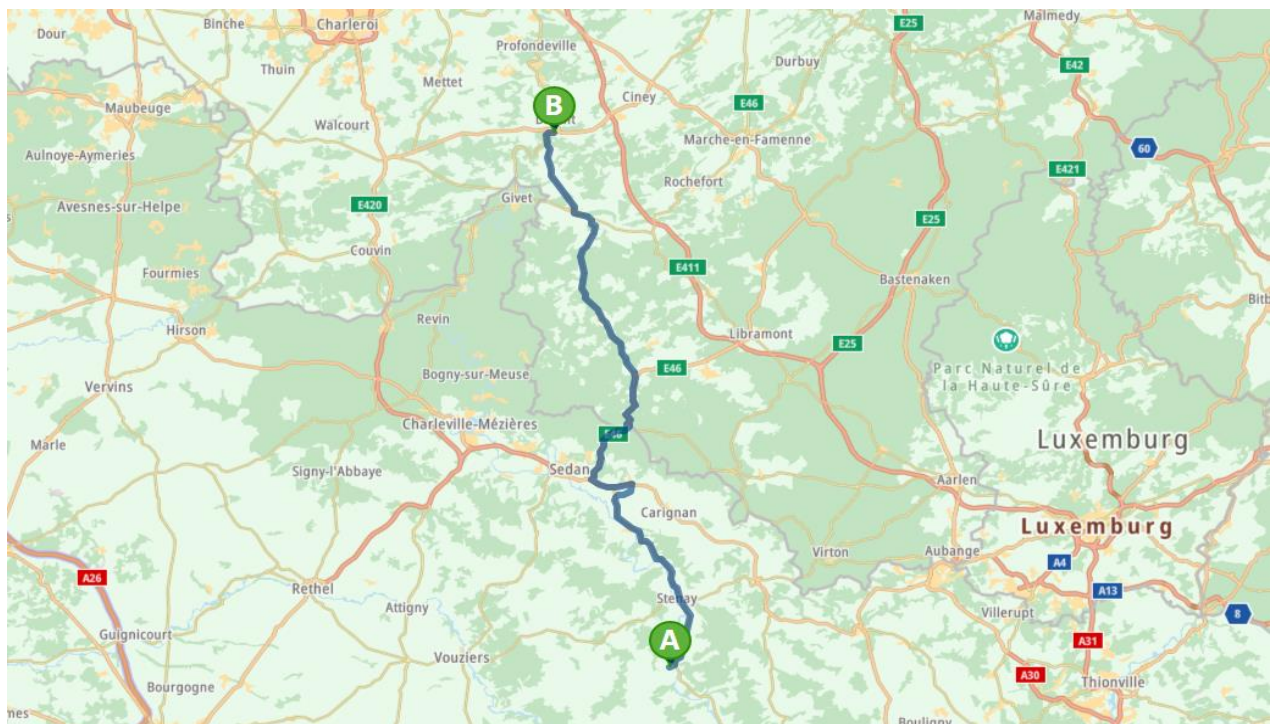 Dour
Binche
Charleroi
E25
Malmedy
Profondeville
Thuin
Mettet
Durbuy
E42
Maubeuge
Ciney
E46
B
Walcourt
Marche-en-Famenne
60
Aulnoye-Aymeries
E421
Rochefort
Givet
Avesnes-sur-Helpe
E420
E25
Couvin
Fourmies
E411
Bastenaken
Revin
Hirson
Libramont
E25
E46
Parc Naturel de
la Haute-Sûre
Bogny-sur-Meuse
Vervins
Charleville-Mézières
Marle
Luxemburg
Sedan
Signy-l'Abbaye
Aarlen
Carignan
Luxemburg
Virton
Aubange
A4
A26
Rethel
A13
Stenay
Attigny
Villerupt
8
Guignicourt
A
A31
Vouziers
A30
Thionville
Bourgogne
Bouligny